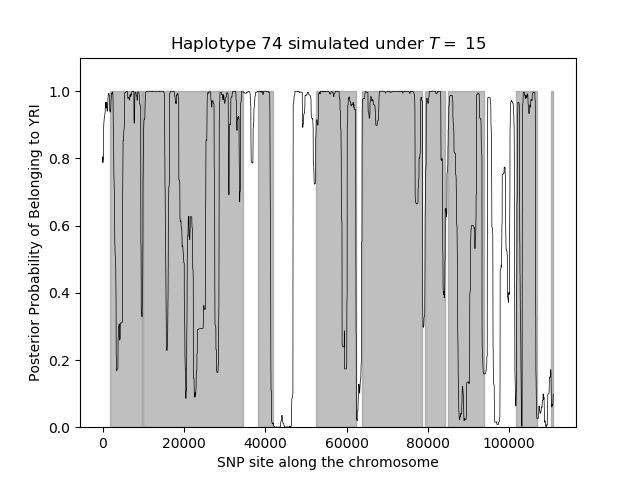 Haplotype 74 simulated under T = 15
Posterior Probability of Belonging to YRI
1.0
0.8
0.6
0.4
0.2
0.0
0 20000 40000 60000 80000 100000
SNP site along the chromosome